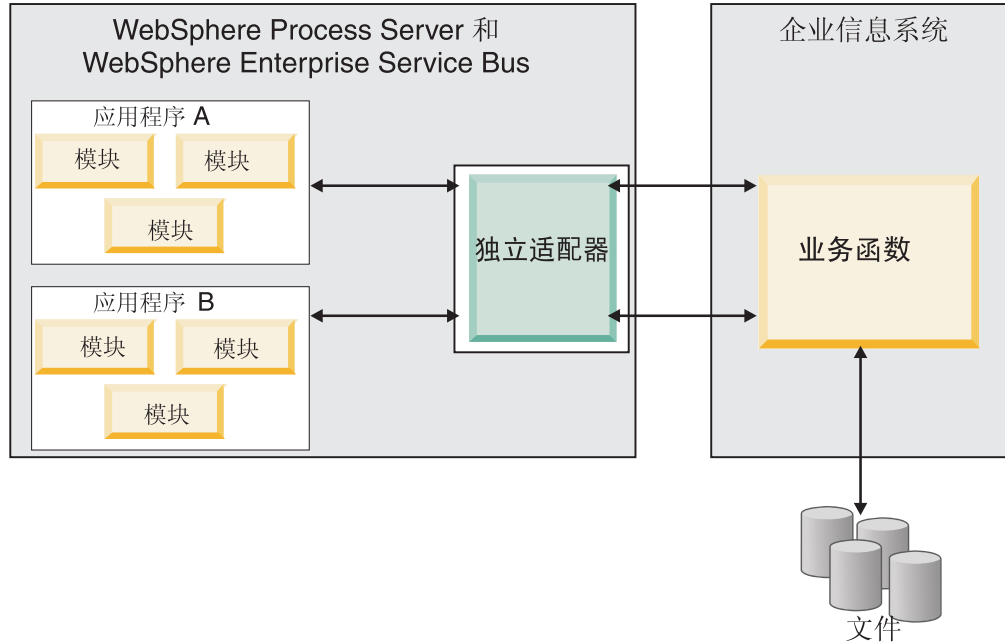 WebSphere Process Server 和
WebSphere Enterprise Service Bus
应用程序 A
模块
模块
模块
应用程序 B
模块
模块
模块
独立适配器
企业信息系统
业务函数
文件